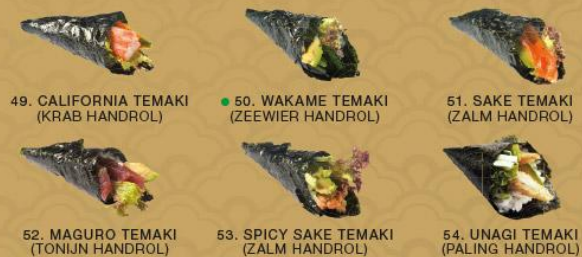 49. CALIFORNIA TEMAKI
(KRAB HANDROL)
50. WAKAME TEMAKI
(ZEEWIER HANDROL)
51. SAKE TEMAKI
(ZALM HANDROL)
52. MAGURO TEMAKI
(TONIJN HANDROL)
53. SPICY SAKE TEMAKI
(ZALM HANDROL)
54. UNAGI TEMAKI
(PALING HANDROL)